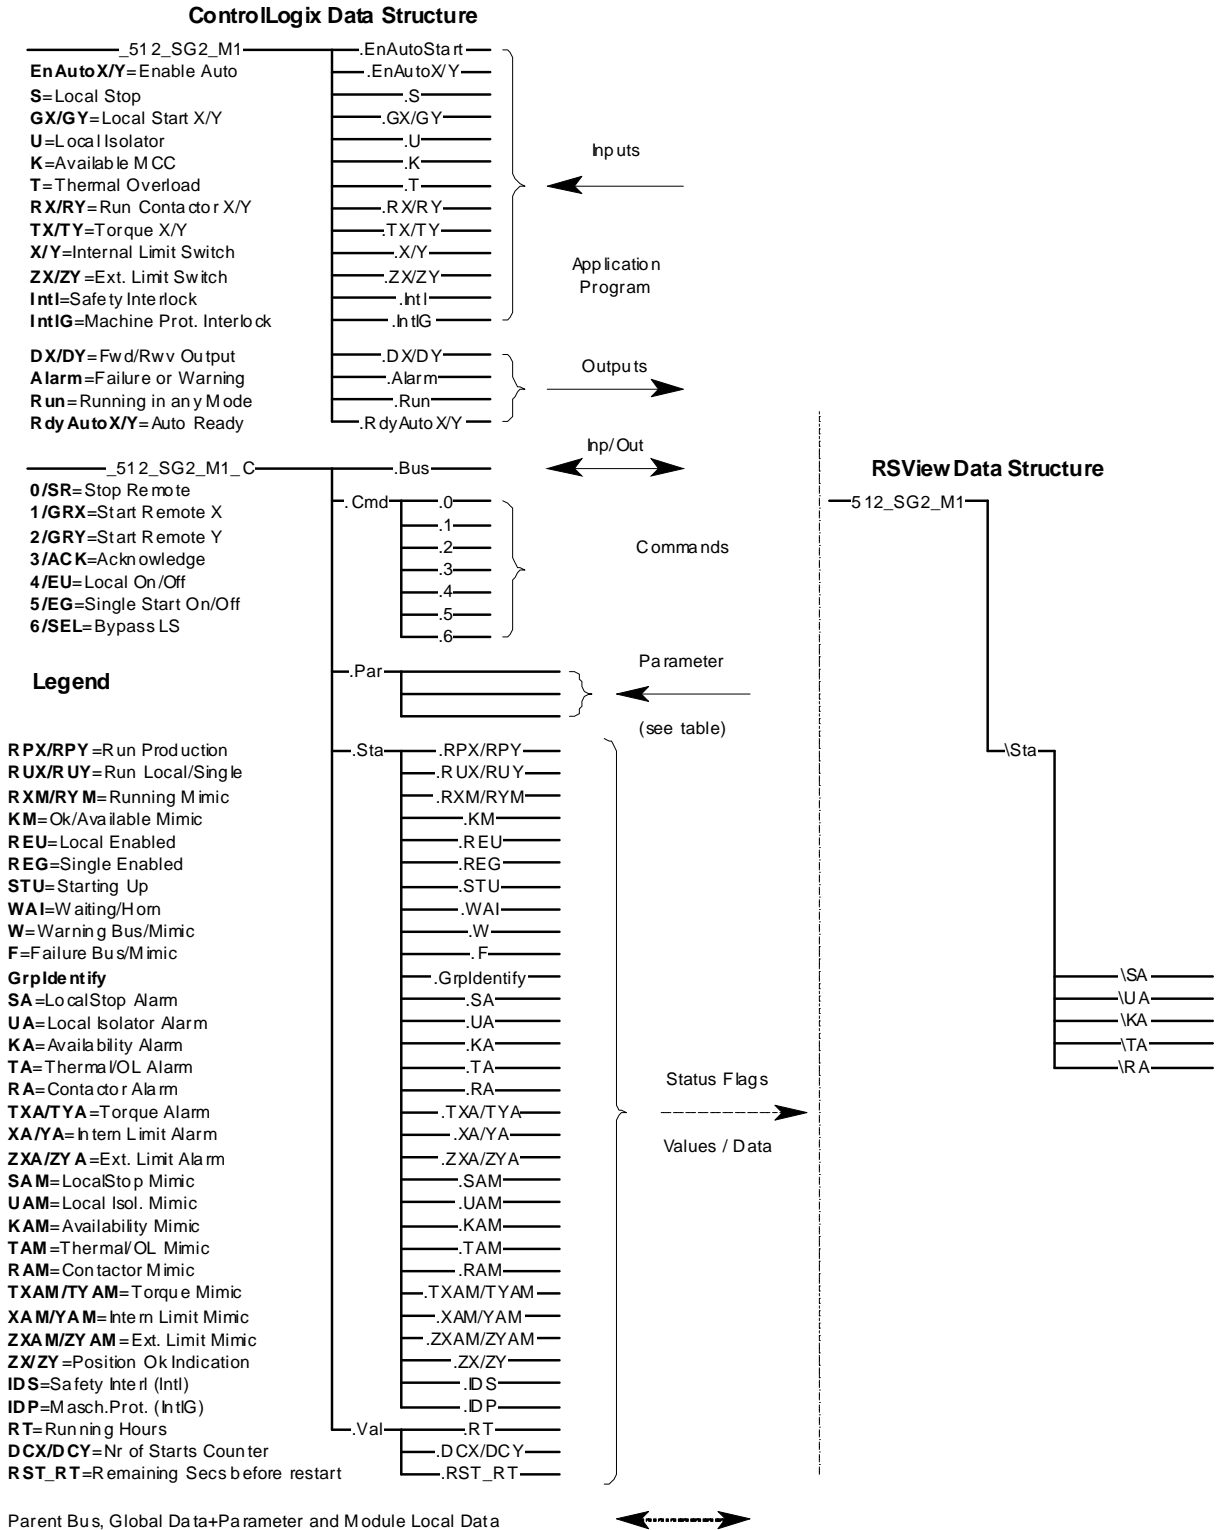 ControlLogix Data Structure
_512_SG2_M1 .EnAutoStart
EnAutoX/Y=Enable Auto .EnAutoX/Y
S=Local Stop .S
GX/GY=Local Start X/Y .GX/GY
U=Local Isolator .U
K=Available MCC .K
T=Thermal Overload .T
RX/RY=Run Contactor X/Y .RX/RY
TX/TY=Torque X/Y .TX/TY
X/Y=Internal Limit Switch .X/Y
ZX/ZY=Ext. Limit Switch .ZX/ZY
Intl=Safety Interlock .Intl
IntlG=Machine Prot. Interlock .IntlG
Inputs
Application
Program
DX/DY=Fwd/Rwv Output .DX/DY
Alarm=Failure or Warning .Alarm
Run=Running in any Mode .Run
RdyAutoX/Y=Auto Ready .RdyAutoX/Y
Outputs
Inp/Out
_512_SG2_M1_C .Bus
0/SR=Stop Remote .Cmd .0
1/GRX=Start Remote X .1
2/GRY=Start Remote Y .2
3/ACK=Acknowledge .3
4/EU=Local On/Off .4
5/EG=Single Start On/Off .5
6/SEL=Bypass LS .6
Commands
Legend
.Par
Parameter
(see table)
RPX/RPY=Run Production .Sta .RPX/RPY
RUX/RUY=Run Local/Single .RUX/RUY
RXM/RYM=Running Mimic .RXM/RYM
KM=Ok/Available Mimic .KM
REU=Local Enabled .REU
REG=Single Enabled .REG
STU=Starting Up .STU
WAI=Waiting/Horn .WAI
W=Warning Bus/Mimic .W
F=Failure Bus/Mimic .F
GrpIdentify .GrpIdentify
SA=LocalStop Alarm .SA
UA=Local Isolator Alarm .UA
KA=Availability Alarm .KA
TA=Thermal/OL Alarm .TA
RA=Contactor Alarm .RA
TXA/TYA=Torque Alarm .TXA/TYA
XA/YA=Intern Limit Alarm .XA/YA
ZXA/ZYA=Ext. Limit Alarm .ZXA/ZYA
SAM=LocalStop Mimic .SAM
UAM=Local Isol. Mimic .UAM
KAM=Availability Mimic .KAM
TAM=Thermal/OL Mimic .TAM
RAM=Contactor Mimic .RAM
TXAM/TYAM=Torque Mimic .TXAM/TYAM
XAM/YAM=Intern Limit Mimic .XAM/YAM
ZXAM/ZYAM=Ext. Limit Mimic .ZXAM/ZYAM
ZX/ZY=Position Ok Indication .ZX/ZY
IDS=Safety Interl (Intl) .IDS
IDP=Masch.Prot. (IntlG) .IDP
RT=Running Hours .Val .RT
DCX/DCY=Nr of Starts Counter .DCX/DCY
RST_RT=Remaining Secs before restart .RST_RT
Status Flags
Values / Data
Parent Bus, Global Data+Parameter and Module Local Data
RSView Data Structure
512_SG2_M1
\Sta
\SA
\UA
\KA
\TA
\RA